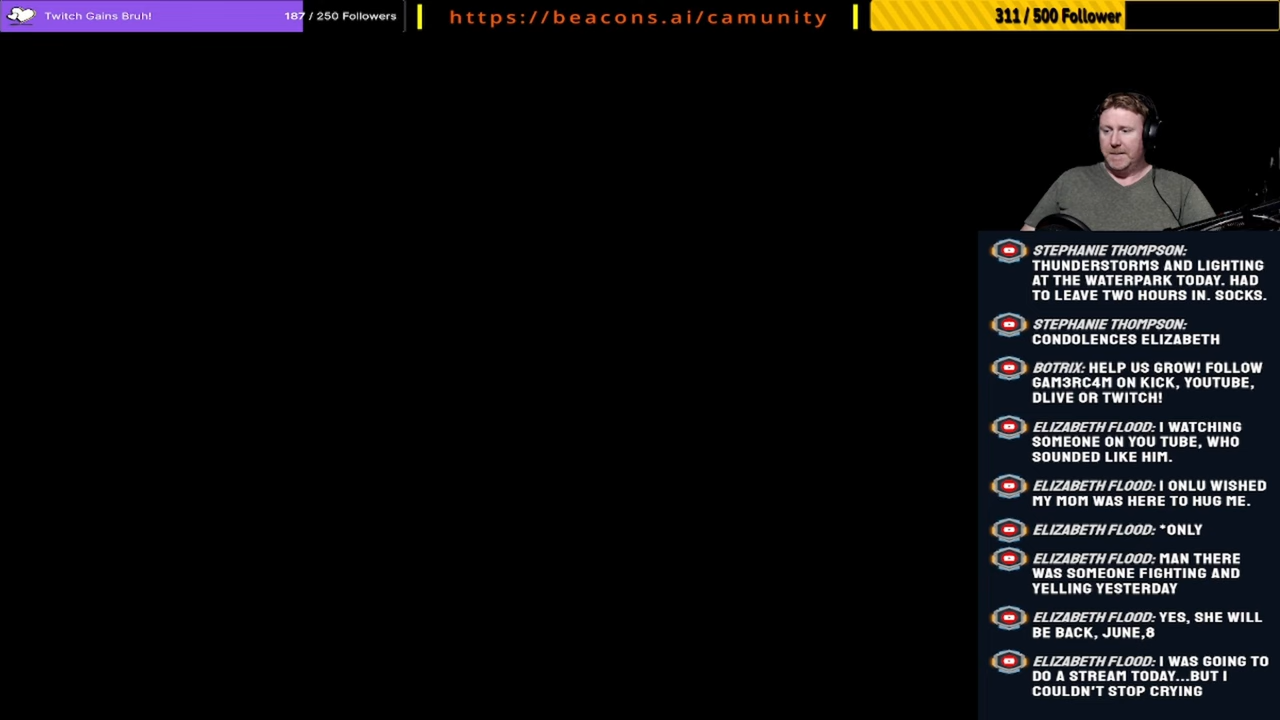 Twitch Gains Bruh! 187 / 250 Followers
https://beacons.ai/camunity
311 / 500 Follower
STEPHANIE THOMPSON:
THUNDERSTORMS AND LIGHTING
AT THE WATERPARK TODAY. HAD
TO LEAVE TWO HOURS IN. SOCKS.
STEPHANIE THOMPSON:
CONDOLENCES ELIZABETH
BOTRIX: HELP US GROW! FOLLOW
GAM3RC4M ON KICK, YOUTUBE,
DLIVE OR TWITCH!
ELIZABETH FLOOD: I WATCHING
SOMEONE ON YOU TUBE, WHO
SOUNDED LIKE HIM.
ELIZABETH FLOOD: I ONLU WISHED
MY MOM WAS HERE TO HUG ME.
ELIZABETH FLOOD: *ONLY
ELIZABETH FLOOD: MAN THERE
WAS SOMEONE FIGHTING AND
YELLING YESTERDAY
ELIZABETH FLOOD: YES, SHE WILL
BE BACK, JUNE,8
ELIZABETH FLOOD: I WAS GOING TO
DO A STREAM TODAY...BUT I
COULDN'T STOP CRYING